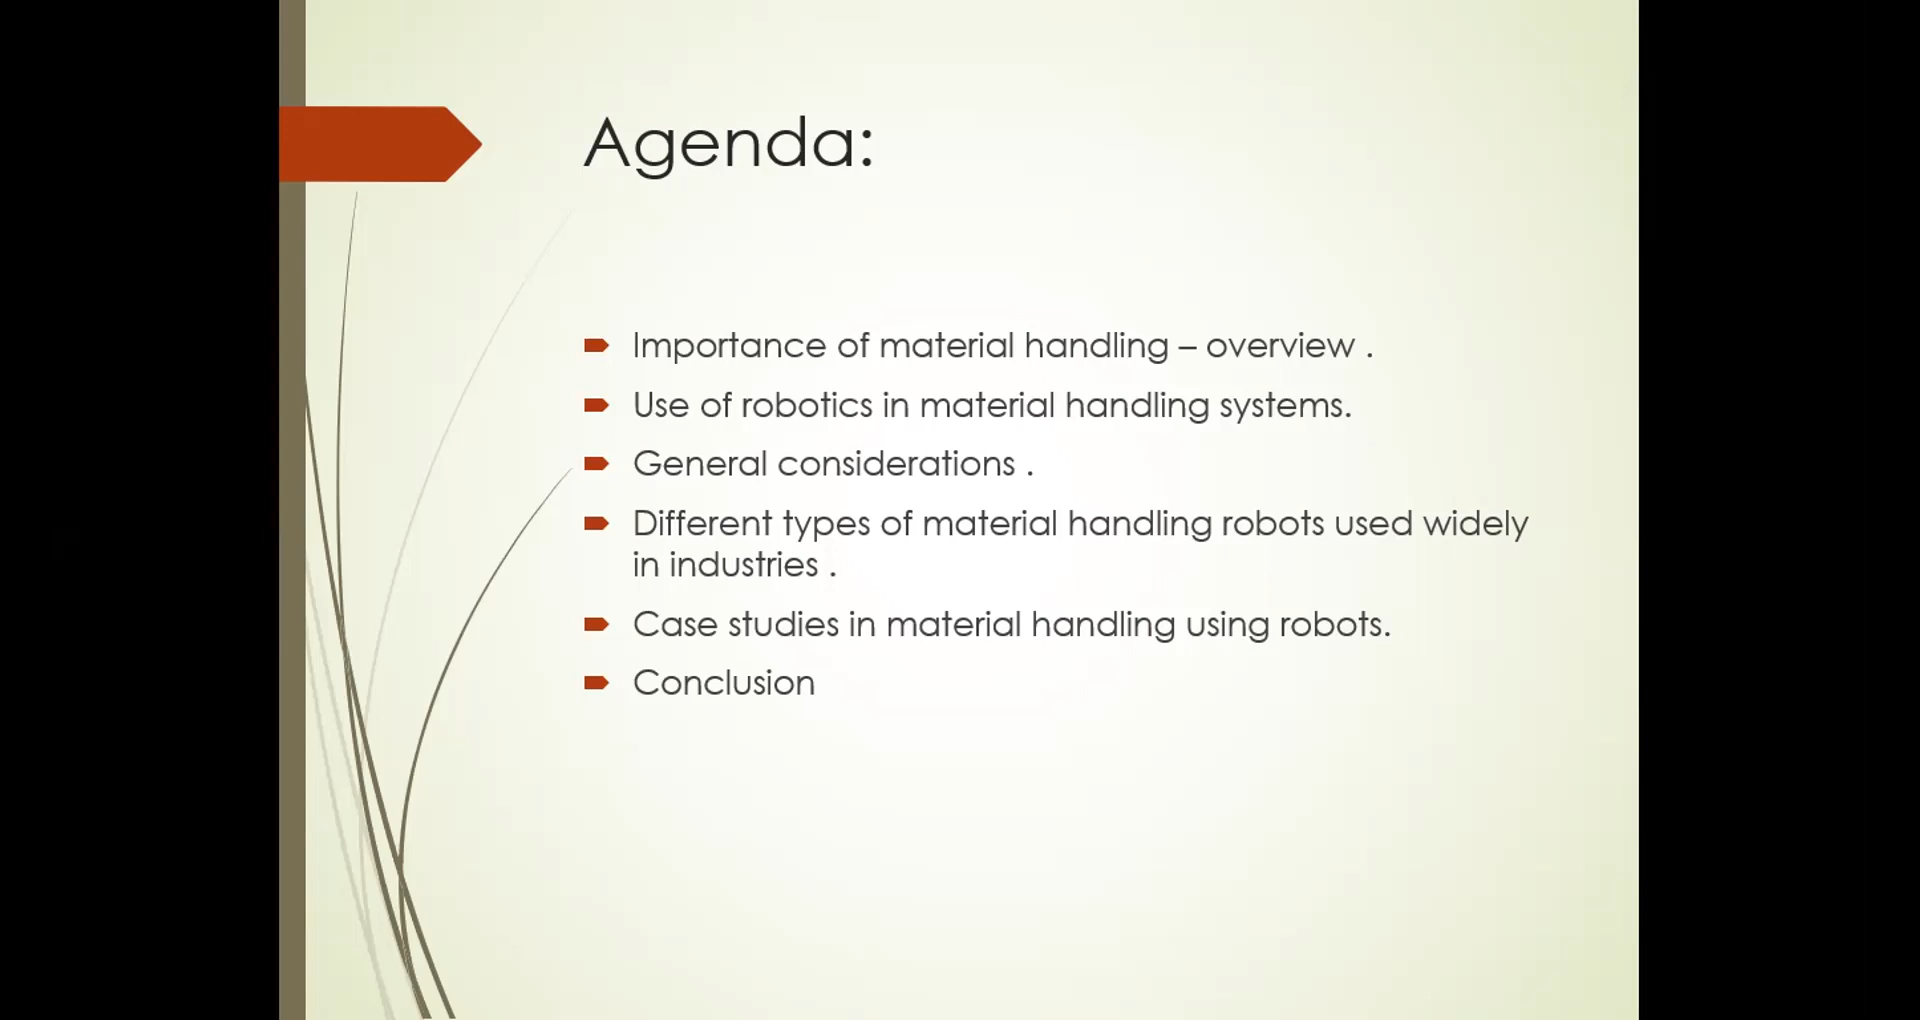 Agenda:
Importance of material handling – overview .
Use of robotics in material handling systems.
General considerations .
Different types of material handling robots used widely
in industries .
Case studies in material handling using robots.
Conclusion